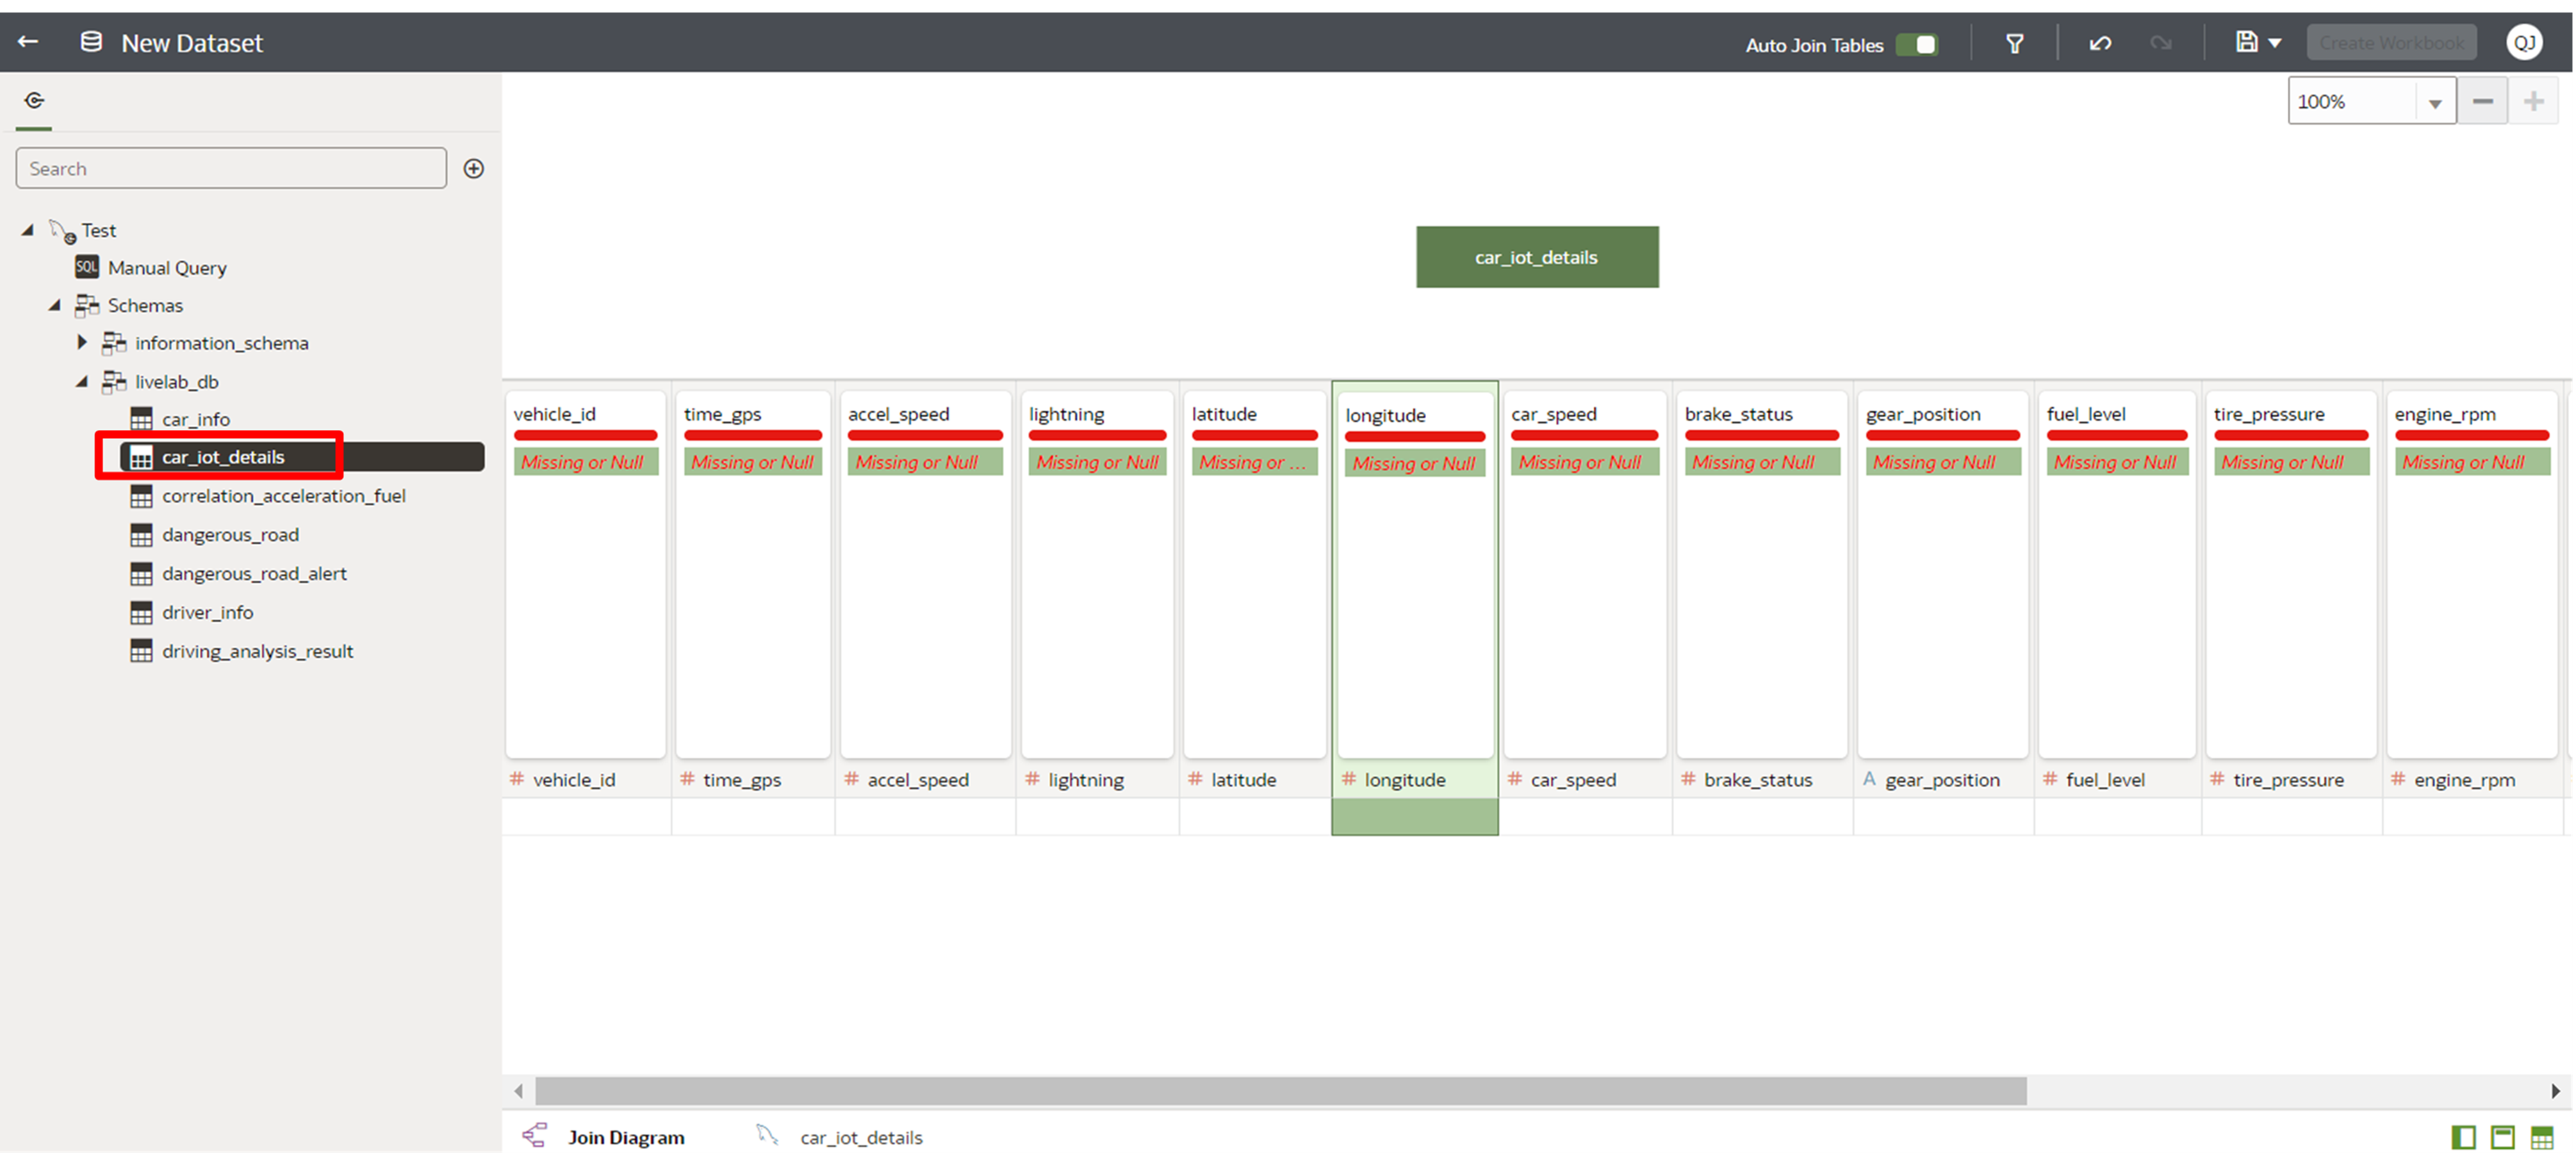 New Dataset
Auto Join Tables
Create Workbook
QJ
100%
Search
Test
SQL Manual Query
Schemas
information_schema
livelab_db
car_info
car_iot_details
correlation_acceleration_fuel
dangerous_road
dangerous_road_alert
driver_info
driving_analysis_result
car_iot_details
vehicle_id time_gps accel_speed lightning latitude longitude car_speed brake_status gear_position fuel_level tire_pressure engine_rpm
Missing or Null Missing or Null Missing or Null Missing or Null Missing or ... Missing or Null Missing or Null Missing or Null Missing or Null Missing or Null Missing or Null Missing or Null
# vehicle_id # time_gps # accel_speed # lightning # latitude # longitude # car_speed # brake_status A gear_position # fuel_level # tire_pressure # engine_rpm
Join Diagram car_iot_details